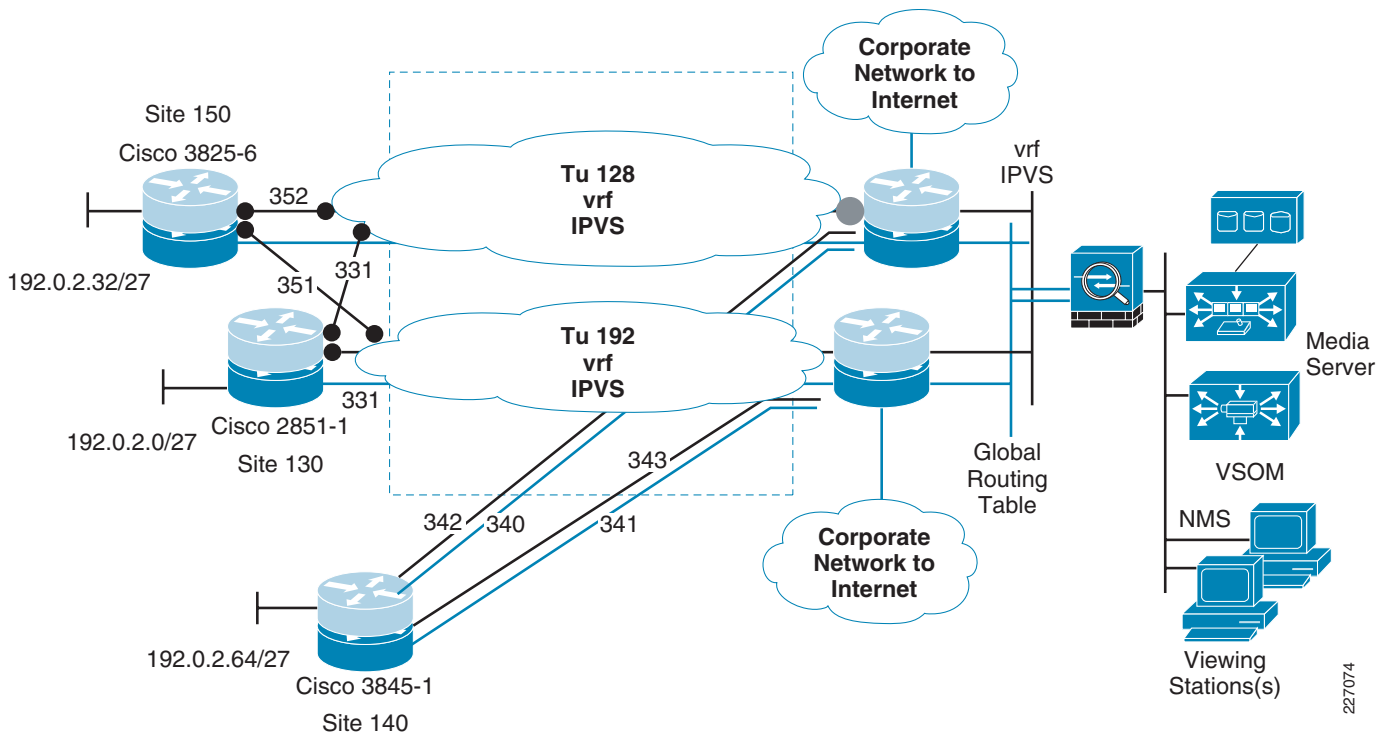 Corporate
Network to
Internet
Site 150
Cisco 3825-6
352
Tu 128
vrf
IPVS
vrf
IPVS
192.0.2.32/27
351
331
Tu 192
vrf
IPVS
Media
Server
331
192.0.2.0/27
Cisco 2851-1
Site 130
343
Global
Routing
Table
VSOM
342
340
341
Corporate
Network to
Internet
NMS
192.0.2.64/27
Cisco 3845-1
Site 140
Viewing
Stations(s)
227074